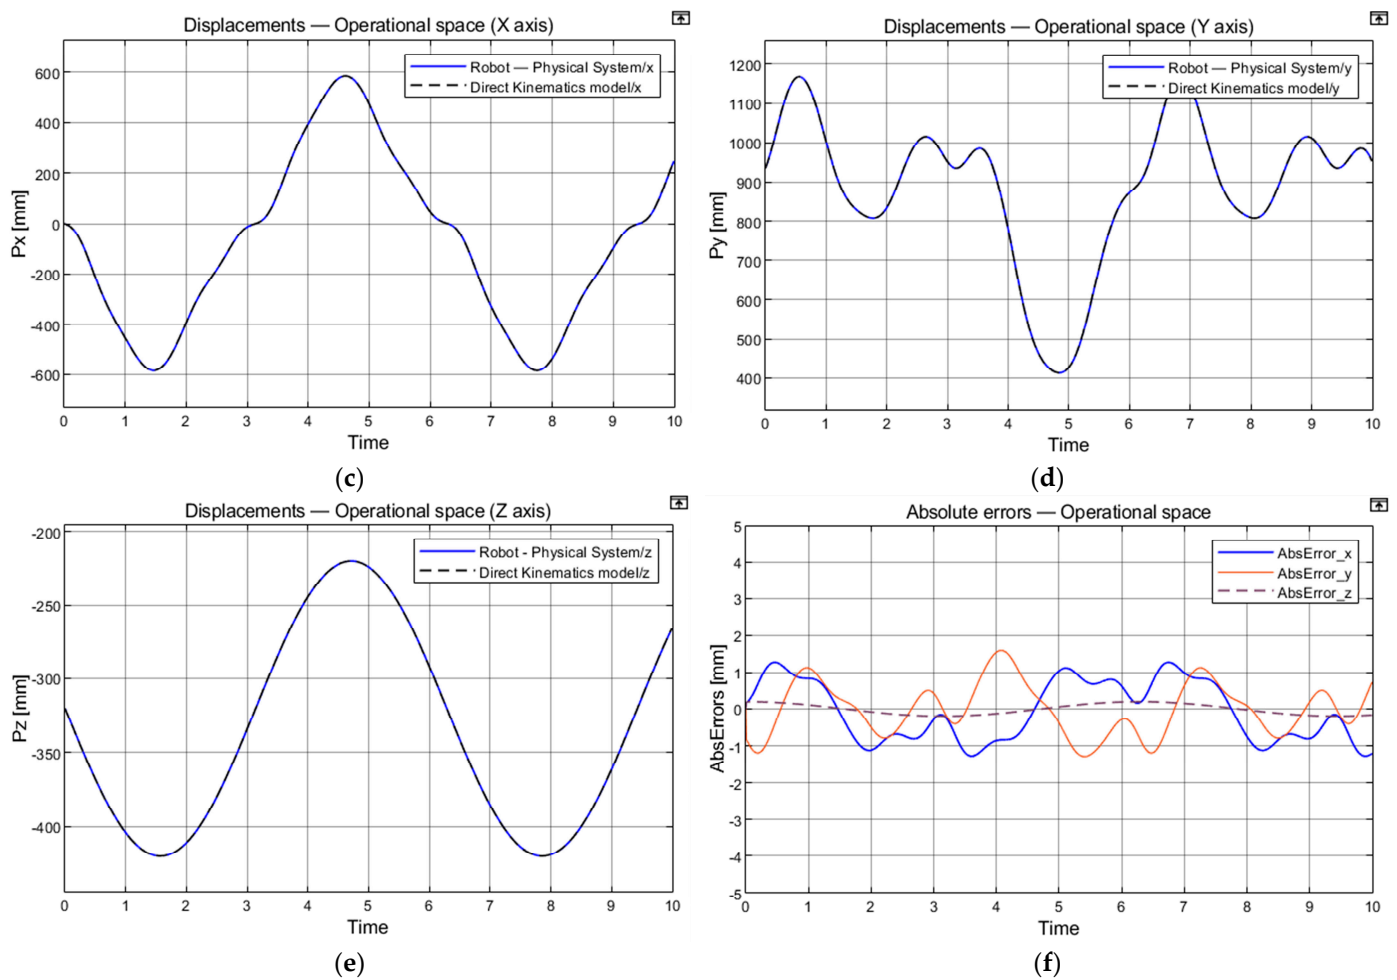 Displacements — Operational space (X axis)
Robot — Physical System/x
Direct Kinematics model/x
Px [mm]
600
400
200
0
-200
-400
-600
0 1 2 3 4 5 6 7 8 9 10
Time
(c)
Displacements — Operational space (Y axis)
Robot — Physical System/y
Direct Kinematics model/y
Py [mm]
1200
1100
1000
900
800
700
600
500
400
0 1 2 3 4 5 6 7 8 9 10
Time
(d)
Displacements — Operational space (Z axis)
Robot - Physical System/z
Direct Kinematics model/z
Pz [mm]
-200
-250
-300
-350
-400
0 1 2 3 4 5 6 7 8 9 10
Time
(e)
Absolute errors — Operational space
AbsError_x
AbsError_y
AbsError_z
AbsErrors [mm]
5
4
3
2
1
0
-1
-2
-3
-4
-5
0 1 2 3 4 5 6 7 8 9 10
Time
(f)